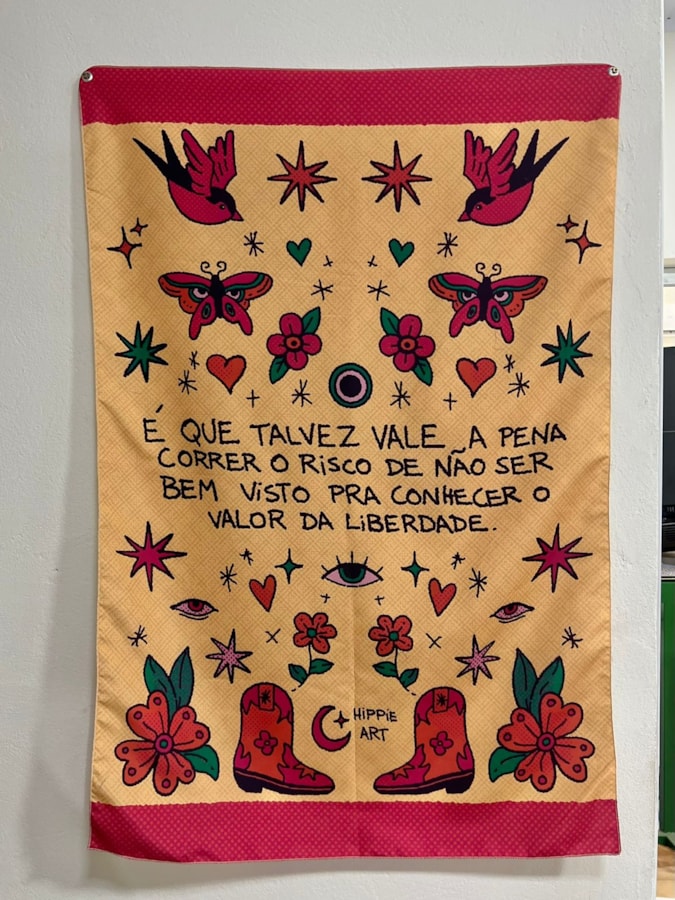 É QUE TALVEZ VALE A PENA
CORRER O RISCO DE NÃO SER
BEM VISTO PRA CONHECER O
VALOR DA LIBERDADE.
HIPPIE
ART